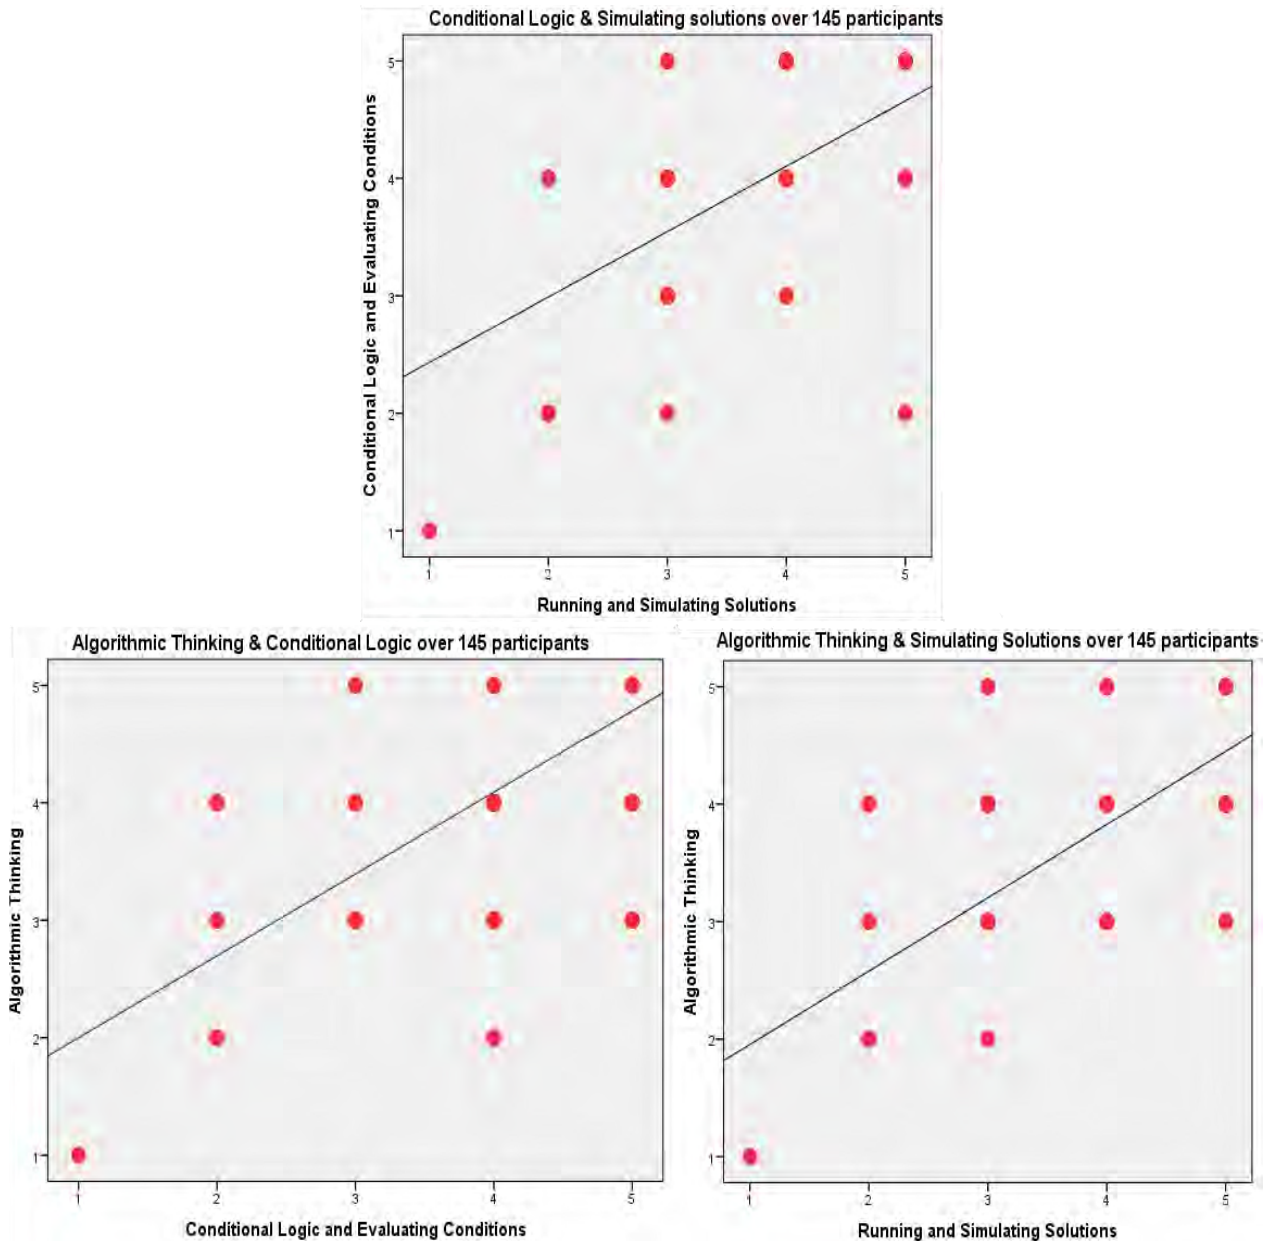 Conditional Logic & Simulating solutions over 145 participants
Conditional Logic and Evaluating Conditions
5
4
3
2
1
1 2 3 4 5
Running and Simulating Solutions
Algorithmic Thinking & Conditional Logic over 145 participants
Algorithmic Thinking
5
4
3
2
1
1 2 3 4 5
Conditional Logic and Evaluating Conditions
Algorithmic Thinking & Simulating Solutions over 145 participants
Algorithmic Thinking
5
4
3
2
1
1 2 3 4 5
Running and Simulating Solutions